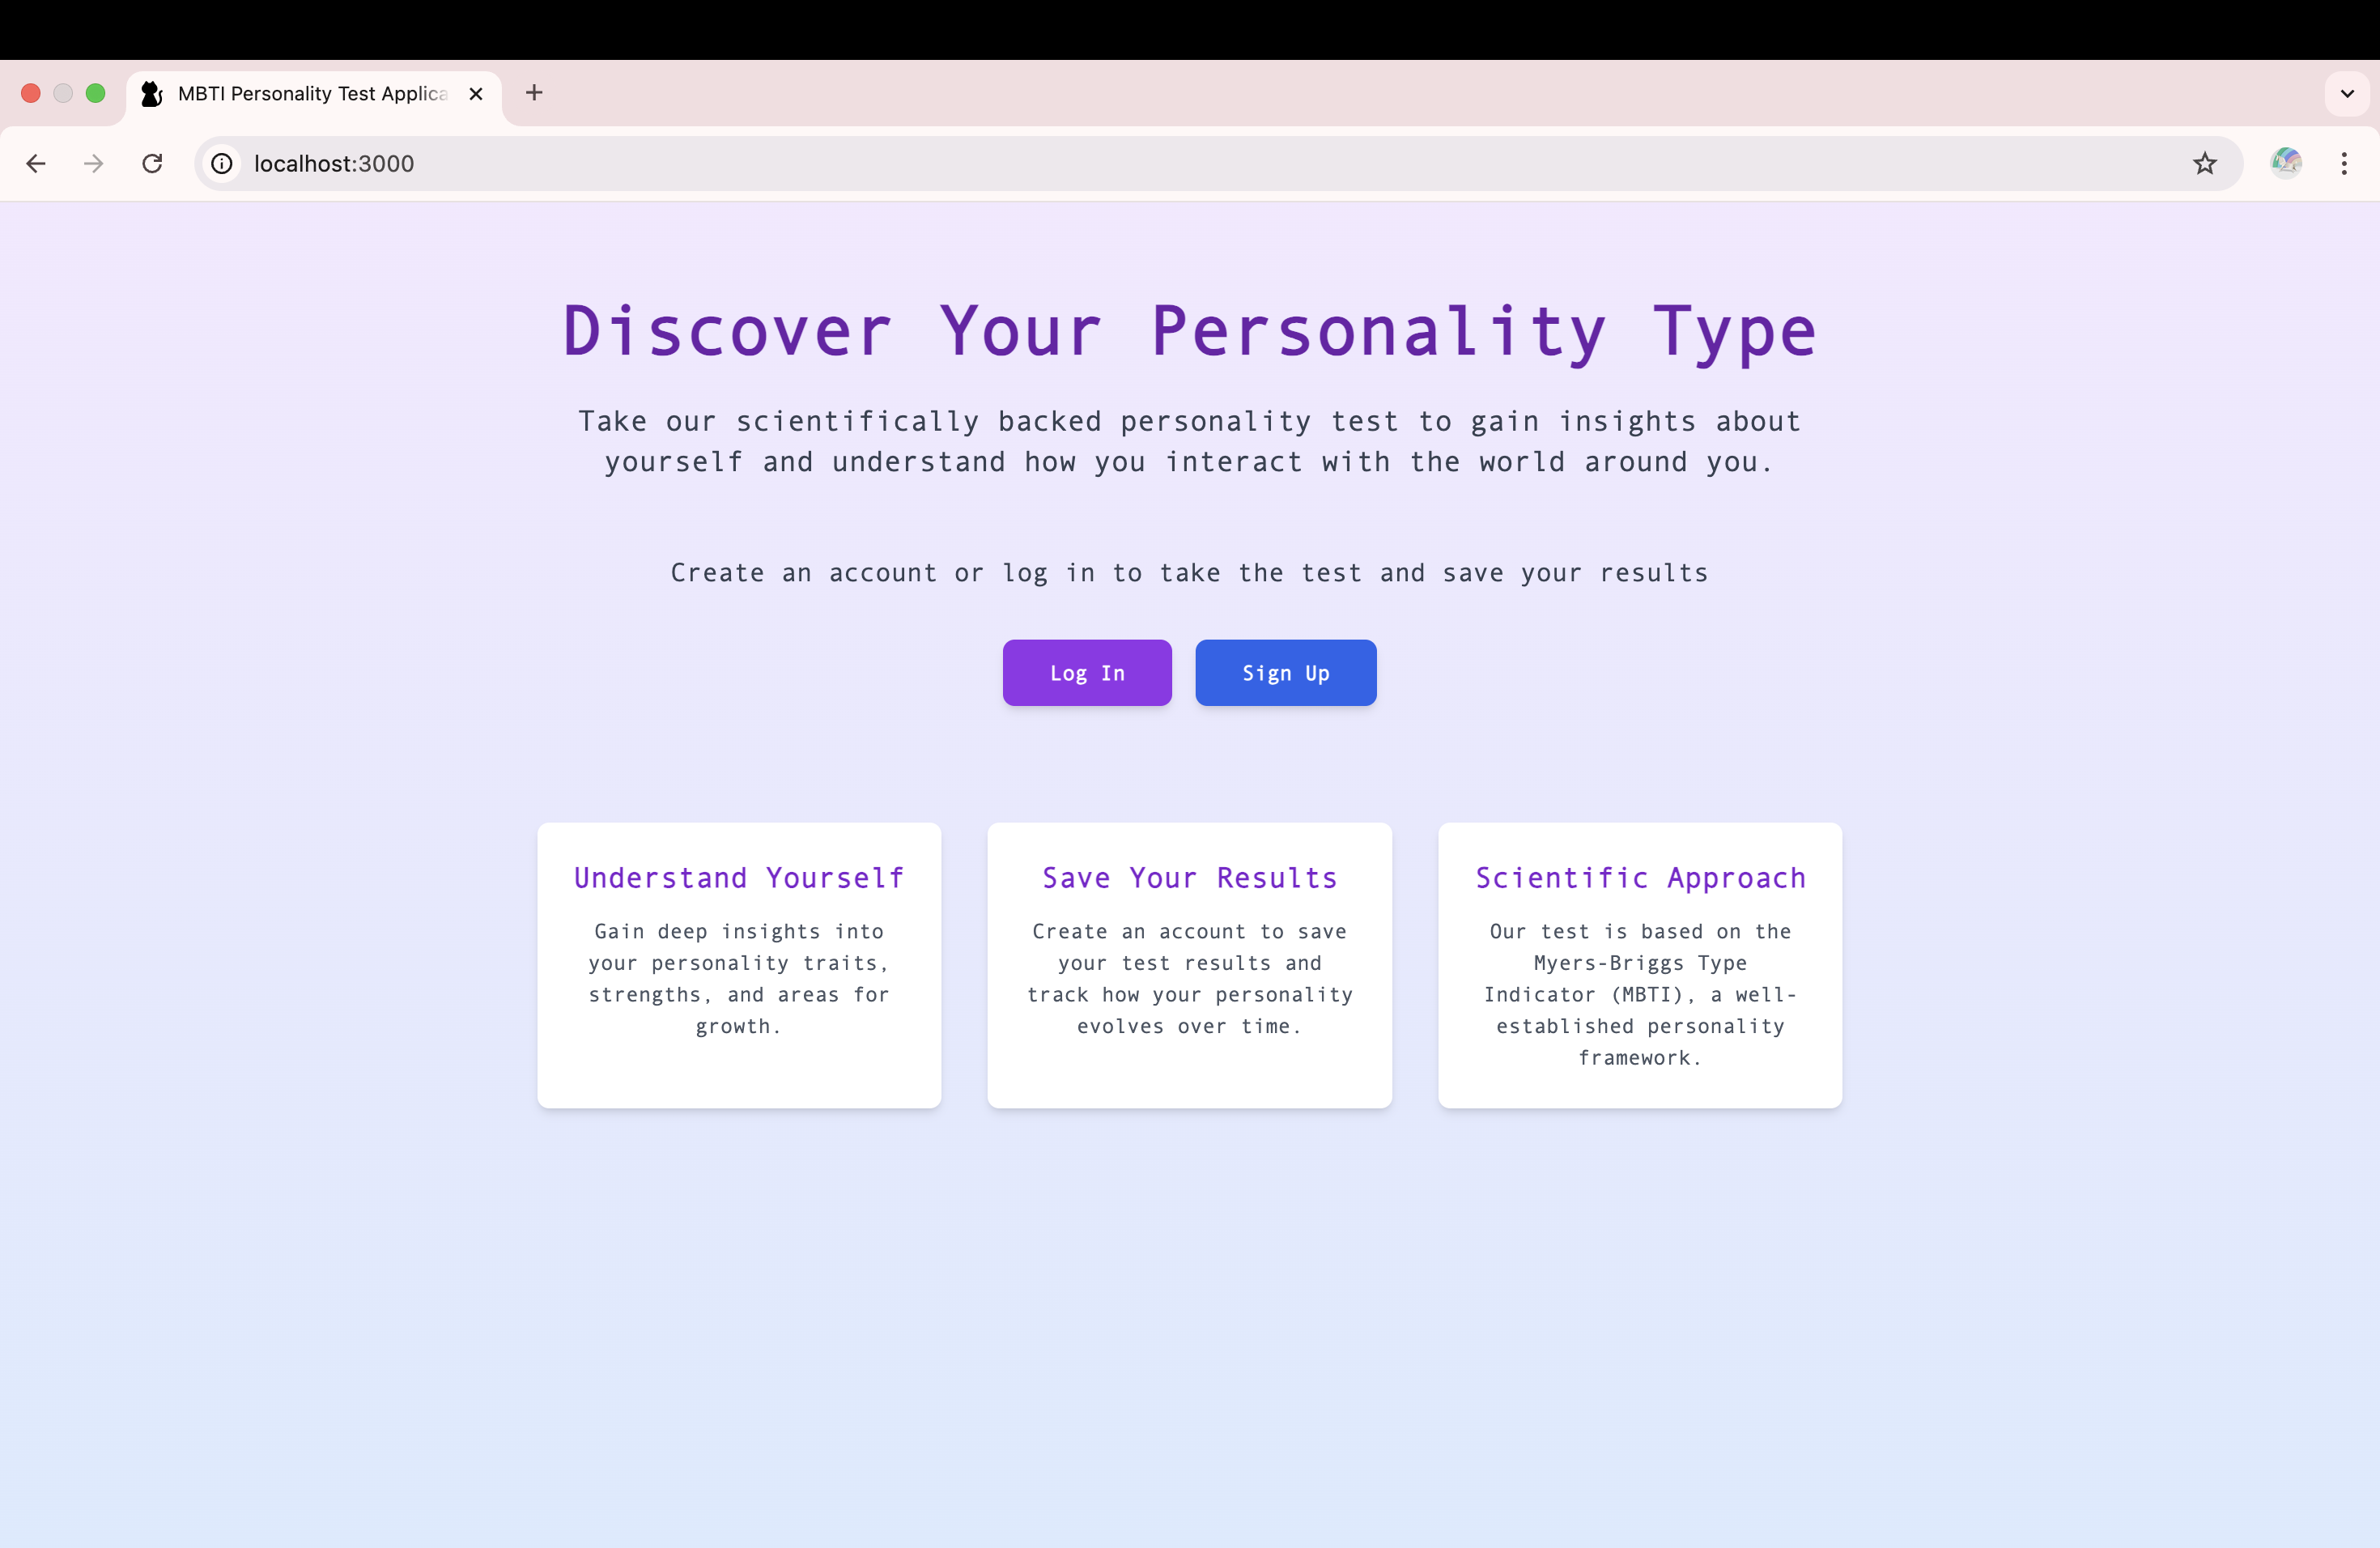 MBTI Personality Test Applica
localhost:3000
Discover Your Personality Type
Take our scientifically backed personality test to gain insights about
yourself and understand how you interact with the world around you.
Create an account or log in to take the test and save your results
Log In
Sign Up
Understand Yourself
Gain deep insights into
your personality traits,
strengths, and areas for
growth.
Save Your Results
Create an account to save
your test results and
track how your personality
evolves over time.
Scientific Approach
Our test is based on the
Myers-Briggs Type
Indicator (MBTI), a well-
established personality
framework.